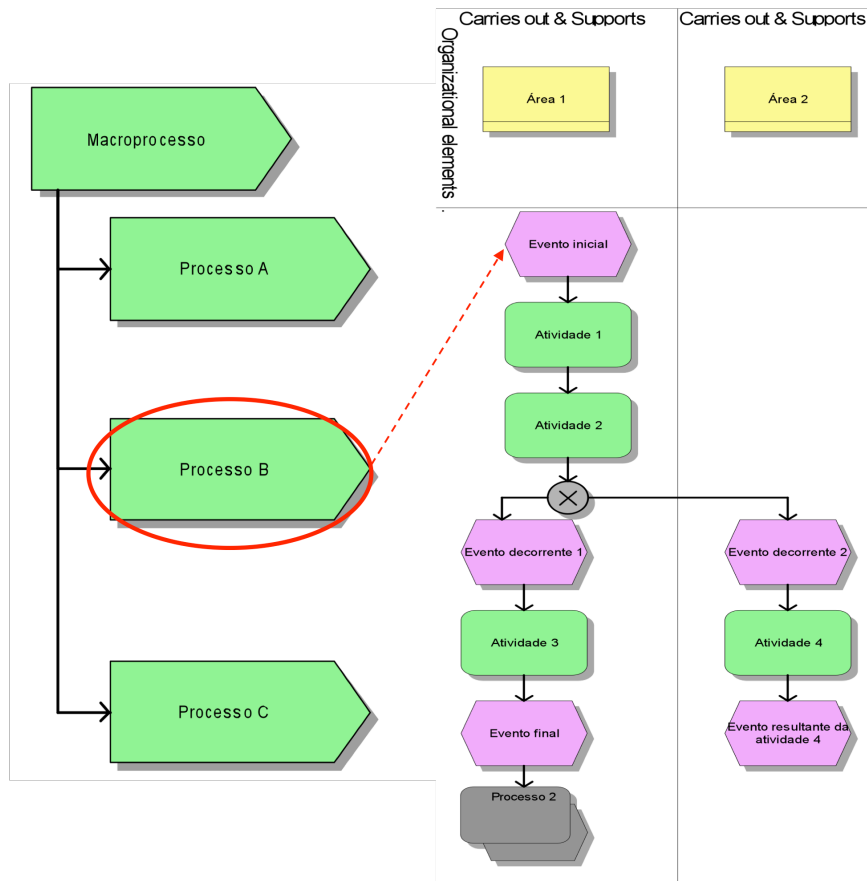 Macroprocesso
Processo A
Processo B
Processo C
Carries out & Supports
Carries out & Supports
Organizational elements
Área 1
Área 2
Evento inicial
Atividade 1
Atividade 2
Evento decorrente 1
Evento decorrente 2
Atividade 3
Atividade 4
Evento final
Evento resultante da
atividade 4
Processo 2